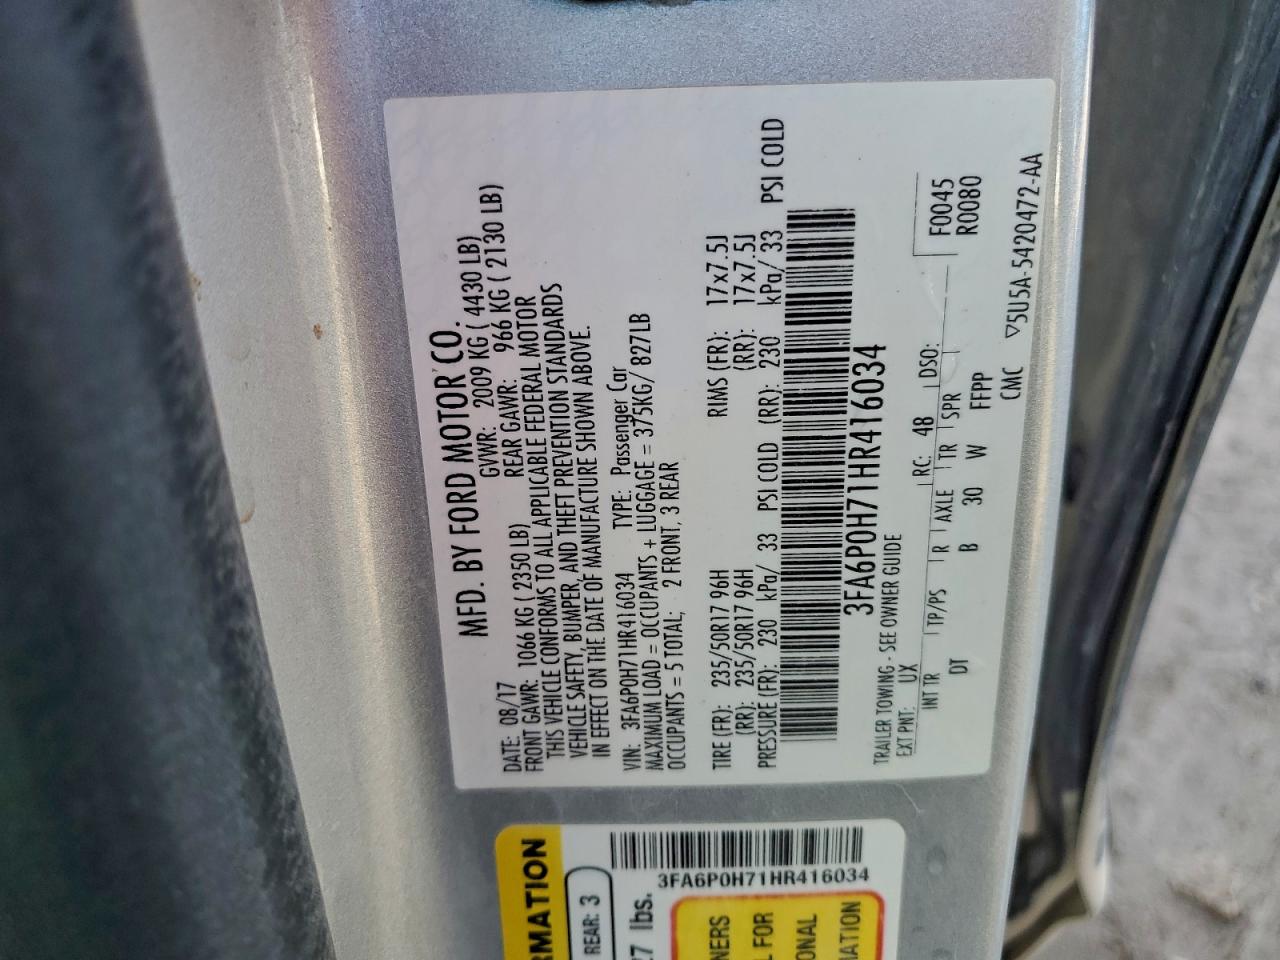 MFD. BY FORD MOTOR CO.
DATE: 08/17 GVWR: 2009 KG ( 4430 LB)
FRONT GAWR: 1066 KG ( 2350 LB) REAR GAWR: 966 KG ( 2130 LB)
THIS VEHICLE CONFORMS TO ALL APPLICABLE FEDERAL MOTOR
VEHICLE SAFETY, BUMPER, AND THEFT PREVENTION STANDARDS
IN EFFECT ON THE DATE OF MANUFACTURE SHOWN ABOVE.
VIN: 3FA6P0H71HR416034 TYPE: Passenger Car
MAXIMUM LOAD = OCCUPANTS + LUGGAGE = 375KG/ 827LB
OCCUPANTS = 5 TOTAL; 2 FRONT, 3 REAR
TIRE (FR): 235/50R17 96H RIMS (FR): 17x7.5J
(RR): 235/50R17 96H (RR): 17x7.5J
PRESSURE (FR): 230 kPa/ 33 PSI COLD (RR): 230 kPa/ 33 PSI COLD
3FA6P0H71HR416034
TRAILER TOWING - SEE OWNER GUIDE
EXT PNT: UX RC: 48 DSO: F0045
INT TR TP/PS R AXLE TR SPR R0080
DT B 30 W FFPP
CMC ▽5U5A-5420472-AA
RMATION
REAR: 3
27 lbs.
3FA6P0H71HR416034
NERS
L FOR
ONAL
IATION